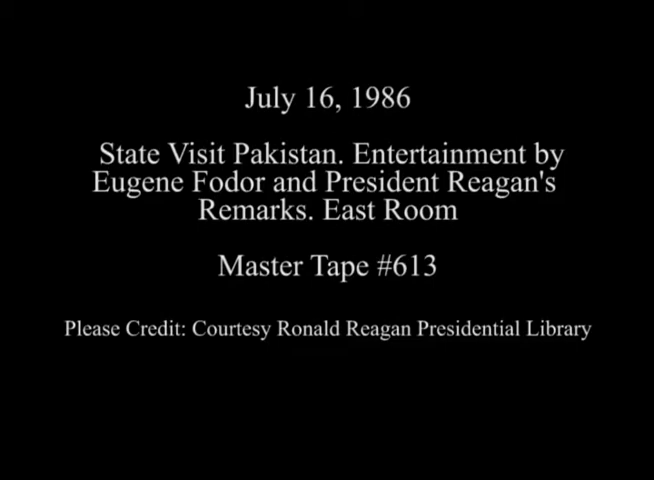 July 16, 1986
State Visit Pakistan. Entertainment by
Eugene Fodor and President Reagan's
Remarks. East Room
Master Tape #613
Please Credit: Courtesy Ronald Reagan Presidential Library